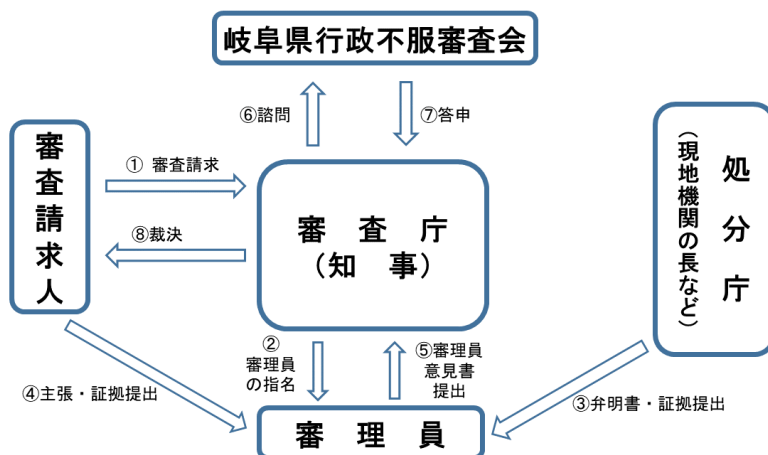 岐阜県行政不服審査会
⑥諮問
⑦答申
審査請求人
① 審査請求
⑧裁決
審査庁
（知事）
処分庁
（現地機関の長など）
②
審理員
の指名
⑤審理員
意見書
提出
④主張・証拠提出
③弁明書・証拠提出
審理員